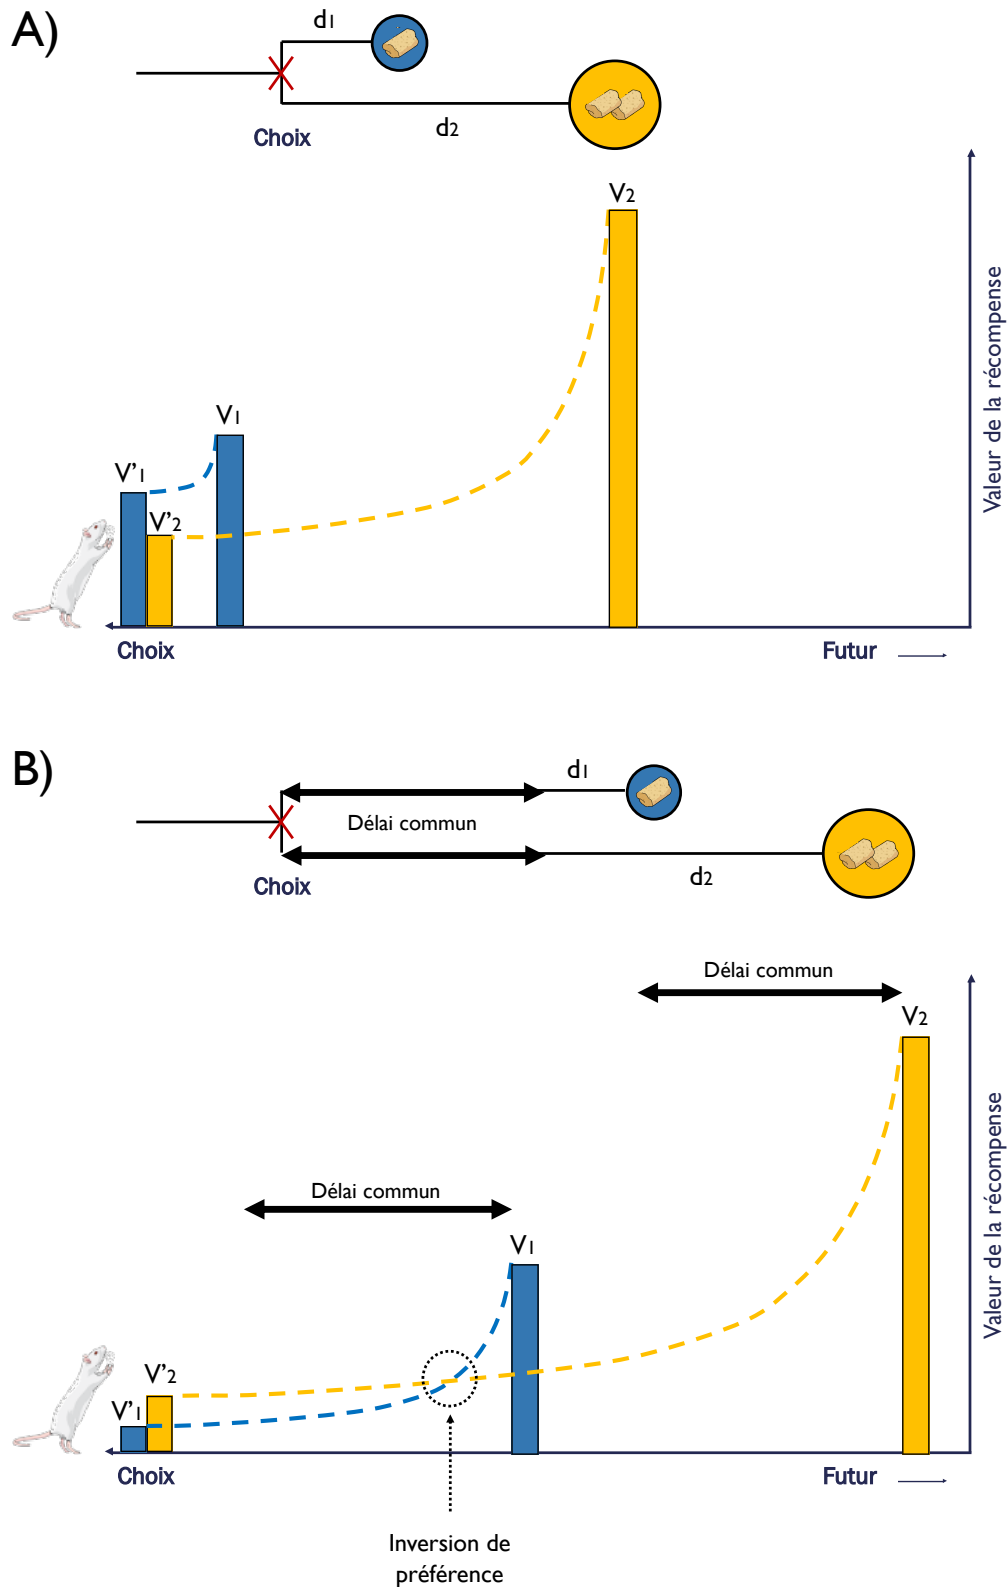 A)
d1
d2
Choix
V2
V1
V'1
V'2
Valeur de la récompense
Choix
Futur
B)
d1
Délai commun
d2
Choix
Délai commun
V2
Délai commun
V1
V'2
V'1
Valeur de la récompense
Choix
Futur
Inversion de
préférence